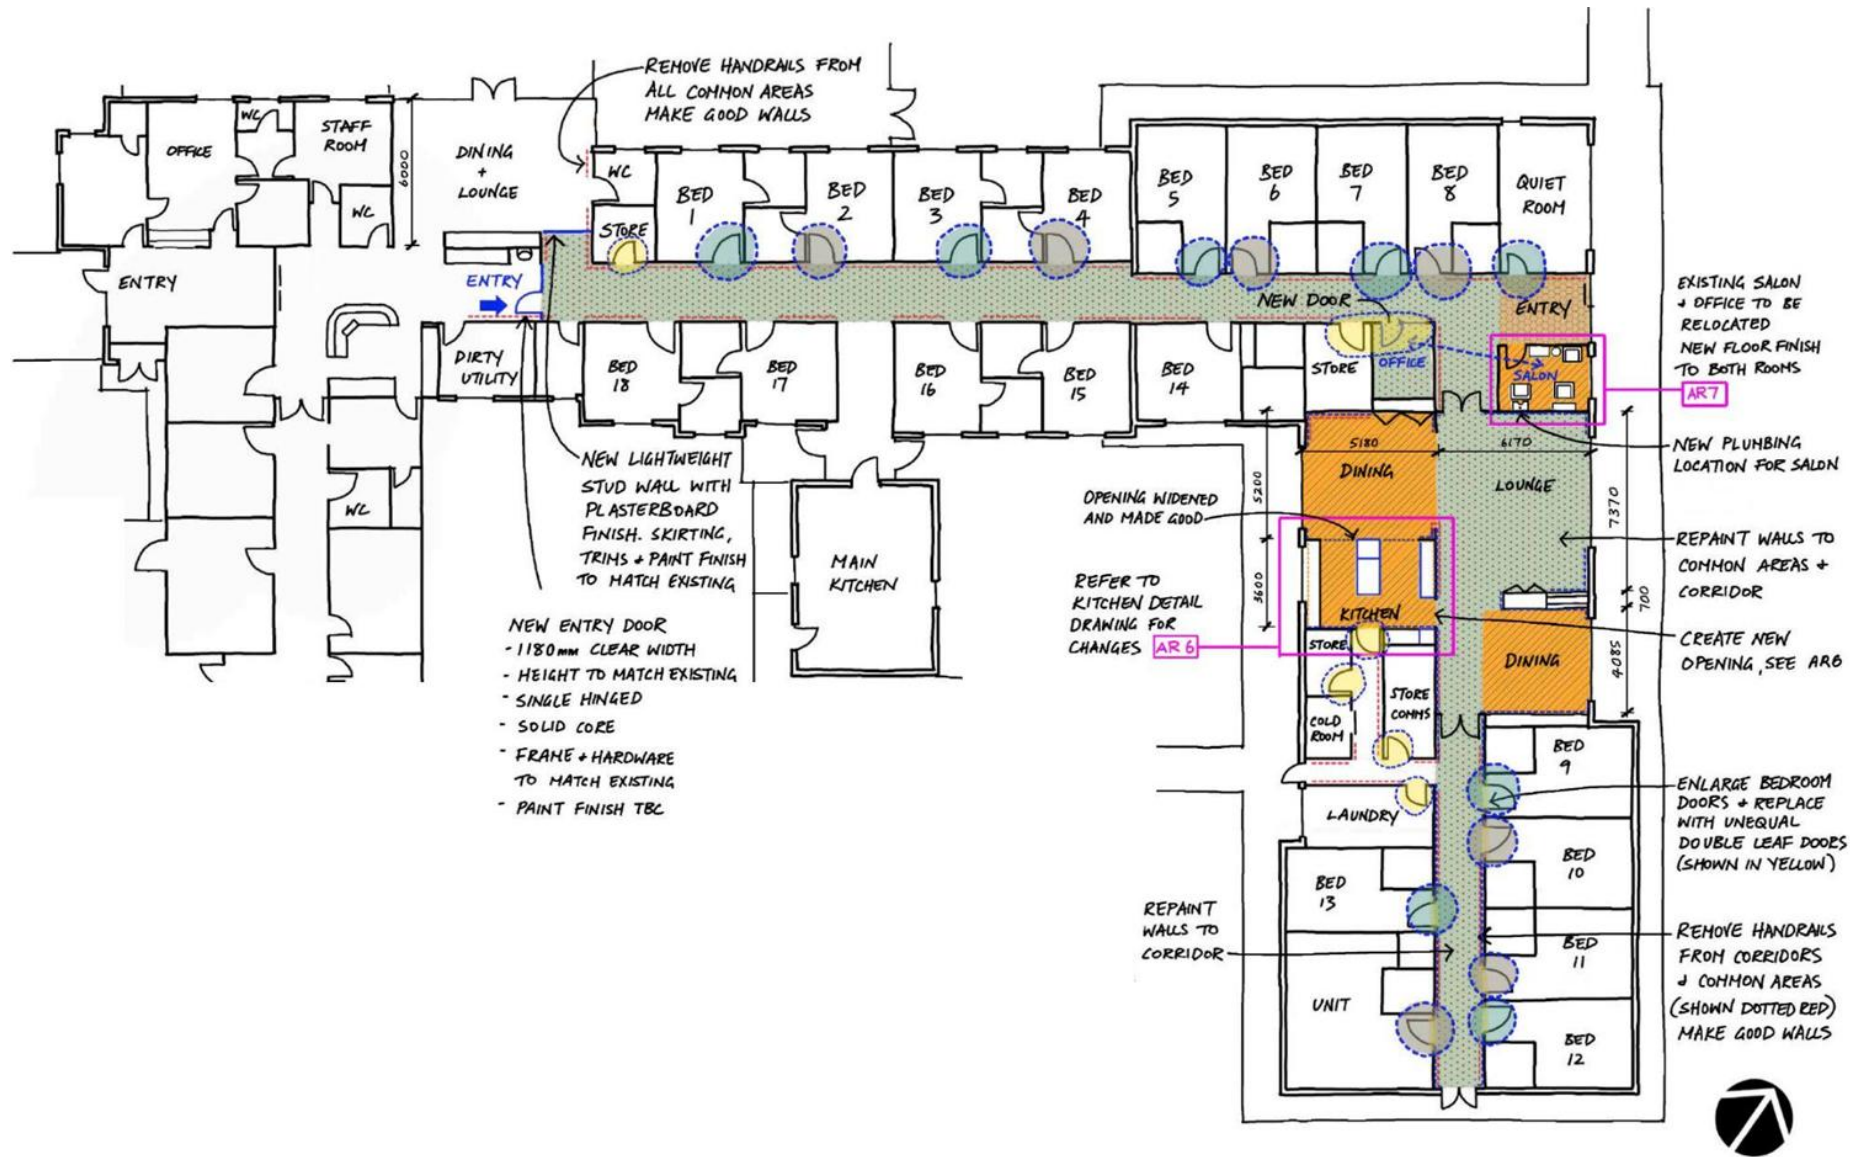 REMOVE HANDRAILS FROM
ALL COMMON AREAS
MAKE GOOD WALLS
WC
OFFICE
STAFF
ROOM
WC
6000
DINING
+
LOUNGE
WC
STORE
BED
1
BED
2
BED
3
BED
4
BED
5
BED
6
BED
7
BED
8
QUIET
ROOM
ENTRY
ENTRY
NEW DOOR
ENTRY
EXISTING SALON
+ OFFICE TO BE
RELOCATED
NEW FLOOR FINISH
TO BOTH ROOMS
AR7
DIRTY
UTILITY
BED
18
BED
17
BED
16
BED
15
BED
14
STORE
OFFICE
SALON
NEW PLUMBING
LOCATION FOR SALON
5180
6170
DINING
LOUNGE
5200
7370
OPENING WIDENED
AND MADE GOOD
NEW LIGHTWEIGHT
STUD WALL WITH
PLASTERBOARD
FINISH. SKIRTING,
TRIMS + PAINT FINISH
TO MATCH EXISTING
WC
MAIN
KITCHEN
REPAINT WALLS TO
COMMON AREAS +
CORRIDOR
REFER TO
KITCHEN DETAIL
DRAWING FOR
CHANGES AR6
3600
KITCHEN
700
CREATE NEW
OPENING, SEE AR6
STORE
DINING
4085
NEW ENTRY DOOR
- 1180mm CLEAR WIDTH
- HEIGHT TO MATCH EXISTING
- SINGLE HINGED
- SOLID CORE
- FRAME + HARDWARE
TO MATCH EXISTING
- PAINT FINISH TBC
STORE
COMMS
COLD
ROOM
BED
9
LAUNDRY
ENLARGE BEDROOM
DOORS + REPLACE
WITH UNEQUAL
DOUBLE LEAF DOORS
(SHOWN IN YELLOW)
BED
10
BED
13
REPAINT
WALLS TO
CORRIDOR
BED
11
REMOVE HANDRAILS
FROM CORRIDORS
+ COMMON AREAS
(SHOWN DOTTED RED)
MAKE GOOD WALLS
UNIT
BED
12